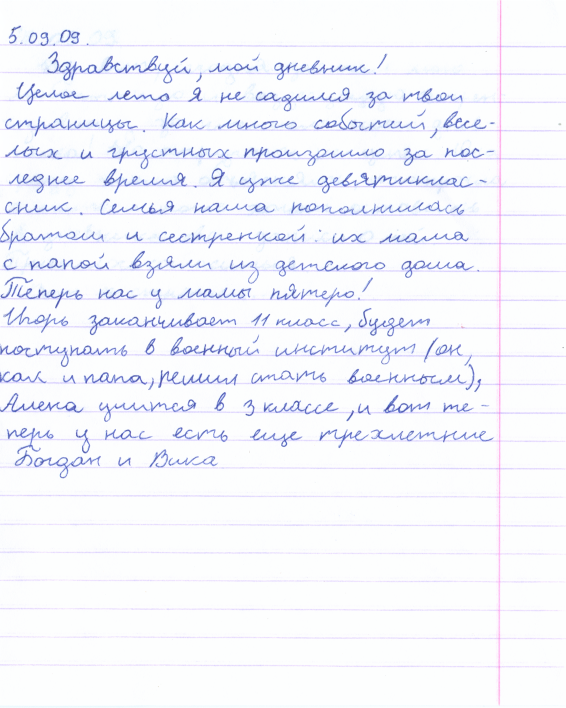 5.09.09.
Здравствуй, мой дневник!
Целое лето я не садился за твои
страницы. Как много событий, весе-
лых и грустных произошло за пос-
леднее время. Я уже девятиклас-
сник. Семья наша пополнилась
братом и сестренкой: их мама
с папой взяли из детского дома.
Теперь нас у мамы пятеро!
Игорь заканчивает 11 класс, будет
поступать в военный институт (он,
как и папа, решил стать военным),
Алена учится в 3 классе, и вот те-
перь у нас есть еще трехлетние
Богдан и Вика